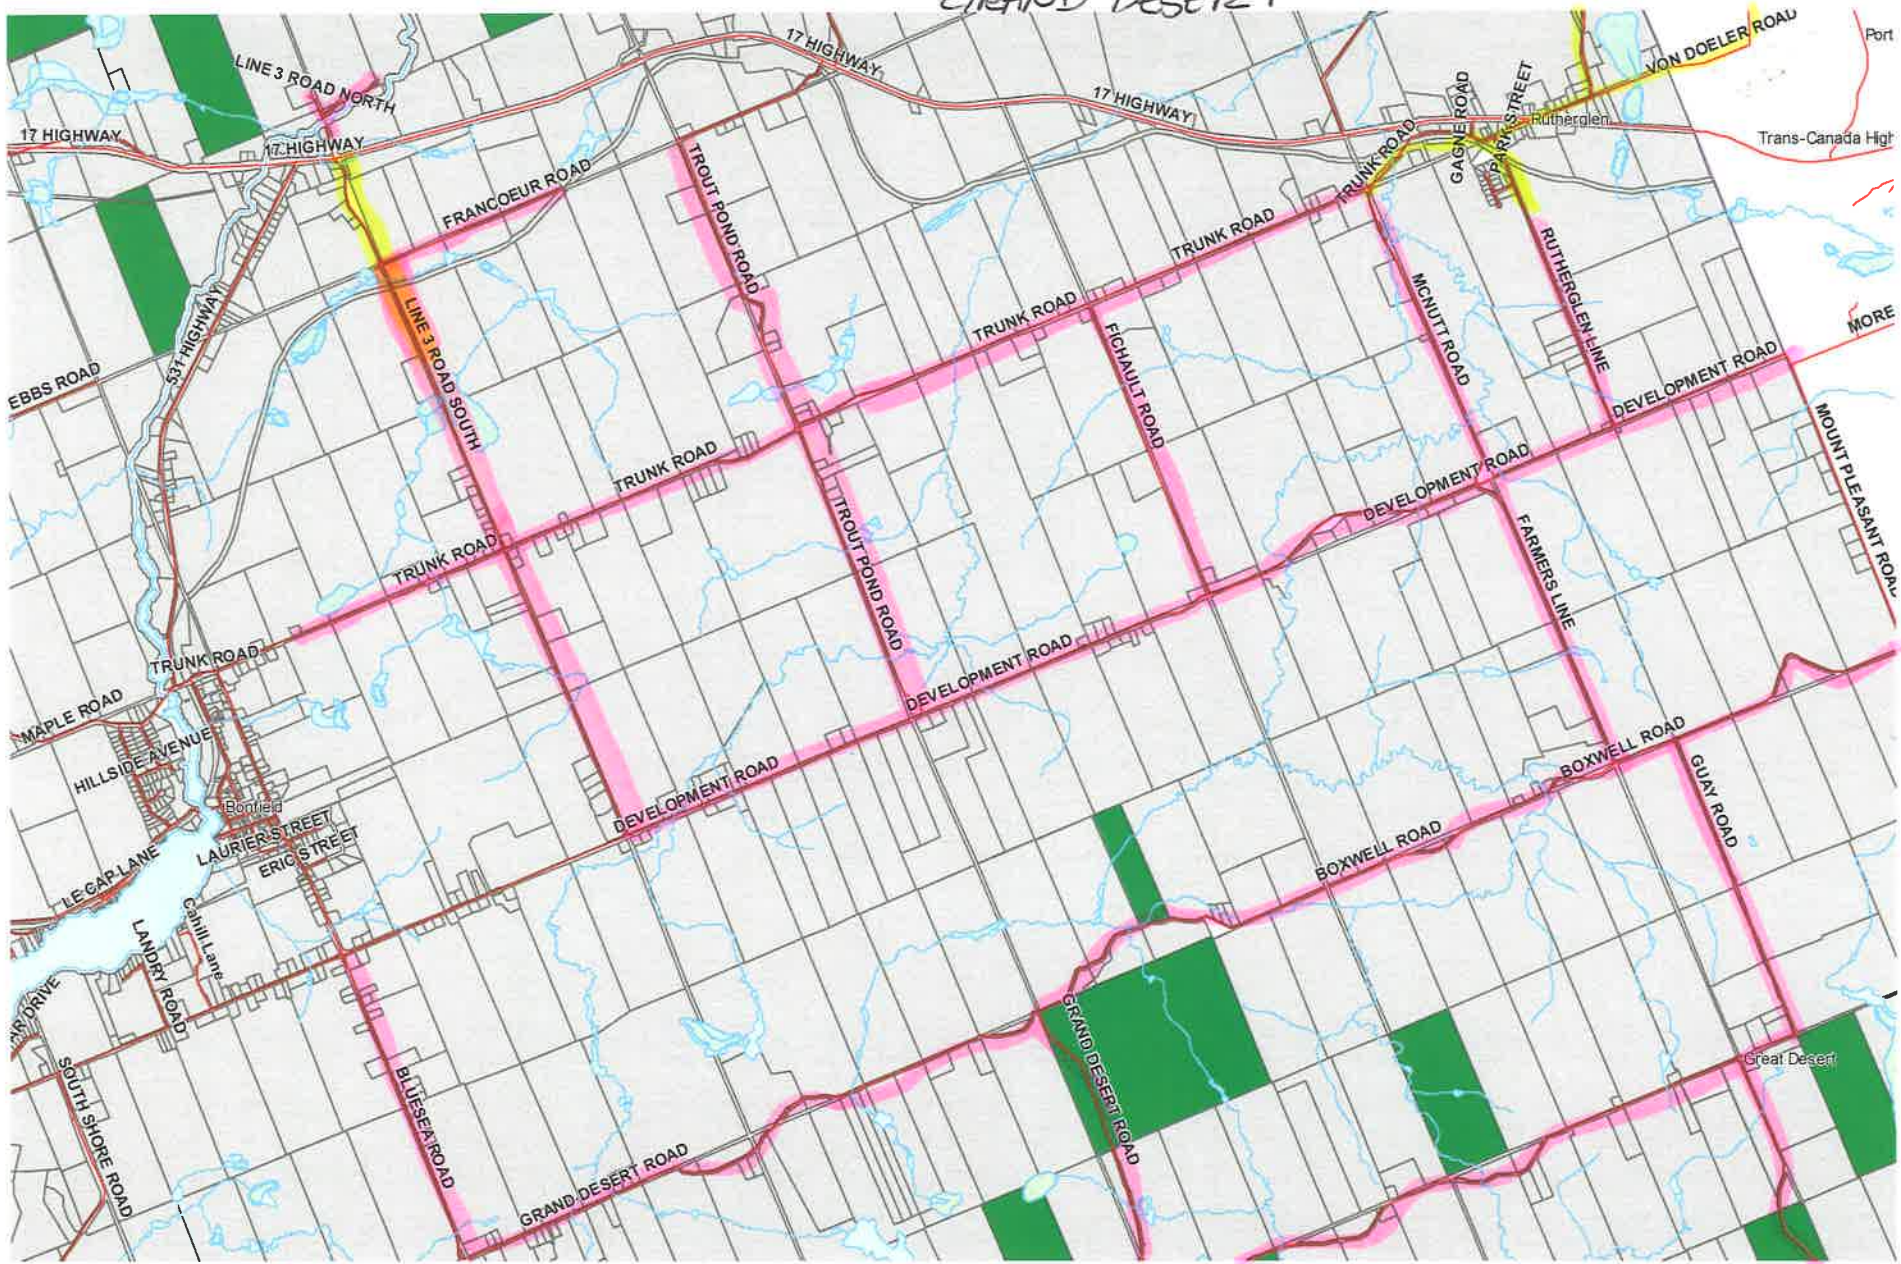 GRAND DESERT
17 HIGHWAY
VON DOELER ROAD
Port
LINE 3 ROAD NORTH
17 HIGHWAY
17 HIGHWAY
17 HIGHWAY
GAGNE ROAD
PARK STREET
Rutherglen
Trans-Canada High
TRUNK ROAD
FRANCOEUR ROAD
TROUT POND ROAD
TRUNK ROAD
RUTHERGLEN LINE
MCNUTT ROAD
531 HIGHWAY
LINE 3 ROAD SOUTH
TRUNK ROAD
FICHAULT ROAD
MORE
EBBS ROAD
DEVELOPMENT ROAD
MOUNT PLEASANT ROAD
TRUNK ROAD
DEVELOPMENT ROAD
TROUT POND ROAD
FARMERS LINE
TRUNK ROAD
TRUNK ROAD
DEVELOPMENT ROAD
MAPLE ROAD
HILLSIDE AVENUE
BOXWELL ROAD
GUAY ROAD
DEVELOPMENT ROAD
Bonfield
LAURIER STREET
ERIC STREET
BOXWELL ROAD
LE CAP LANE
Cahill Lane
LANDRY ROAD
AR DRIVE
GRAND DESERT ROAD
Great Desert
SOUTH SHORE ROAD
BLUESEA ROAD
GRAND DESERT ROAD